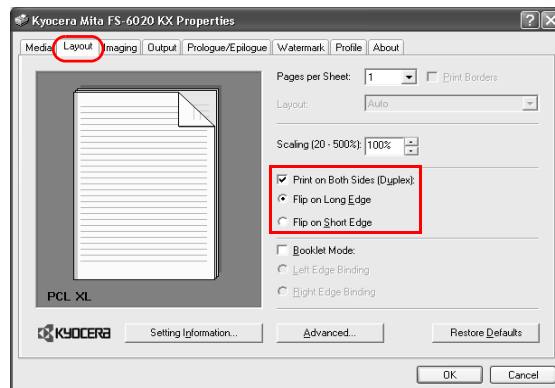 Kyocera Mita FS-6020 KX Properties
Media Layout Imaging Output Prologue/Epilogue Watermark Profile About
Pages per Sheet: 1 Print Borders
Layout: Auto
Scaling (20 - 500%): 100%
Print on Both Sides (Duplex):
Flip on Long Edge
Flip on Short Edge
Booklet Mode:
Left Edge Binding
Right Edge Binding
PCL XL
KYOCERA Setting Information... Advanced... Restore Defaults
OK Cancel